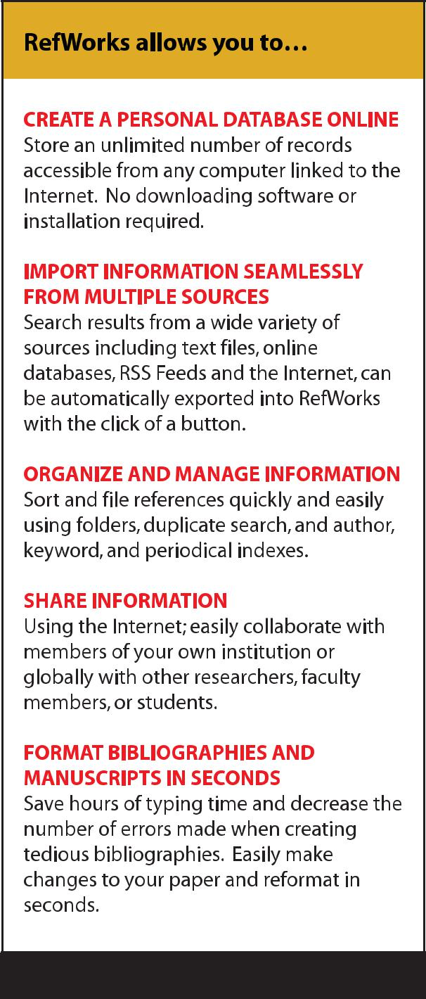 RefWorks allows you to…
CREATE A PERSONAL DATABASE ONLINE
Store an unlimited number of records
accessible from any computer linked to the
Internet.  No downloading software or
installation required.
IMPORT INFORMATION SEAMLESSLY
FROM MULTIPLE SOURCES
Search results from a wide variety of
sources including text files, online
databases, RSS Feeds and the Internet, can
be automatically exported into RefWorks
with the click of a button.
ORGANIZE AND MANAGE INFORMATION
Sort and file references quickly and easily
using folders, duplicate search, and author,
keyword, and periodical indexes.
SHARE INFORMATION
Using the Internet; easily collaborate with
members of your own institution or
globally with other researchers, faculty
members, or students.
FORMAT BIBLIOGRAPHIES AND
MANUSCRIPTS IN SECONDS
Save hours of typing time and decrease the
number of errors made when creating
tedious bibliographies.  Easily make
changes to your paper and reformat in
seconds.